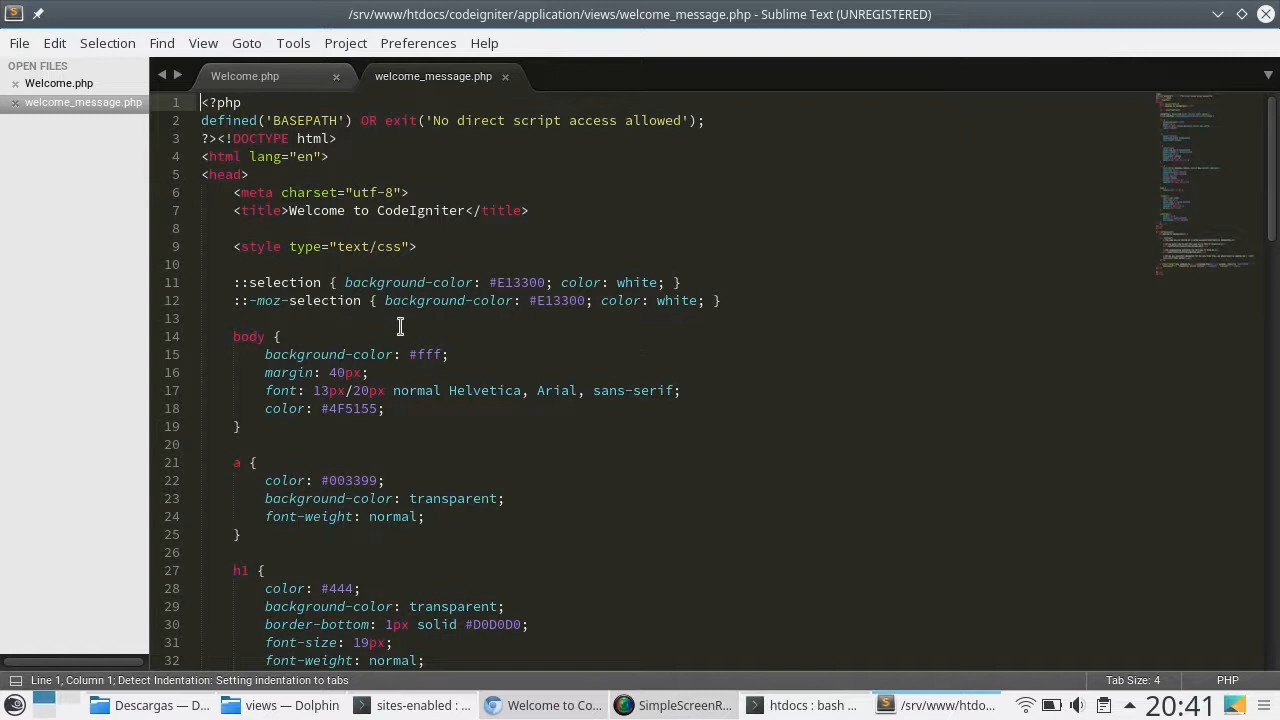 /srv/www/htdocs/codeigniter/application/views/welcome_message.php - Sublime Text (UNREGISTERED)
File Edit Selection Find View Goto Tools Project Preferences Help
OPEN FILES
Welcome.php
welcome_message.php
Welcome.php welcome_message.php
1 <?php
2 defined('BASEPATH') OR exit('No direct script access allowed');
3 ?><!DOCTYPE html>
4 <html lang="en">
5 <head>
6 <meta charset="utf-8">
7 <title>Welcome to CodeIgniter</title>
8
9 <style type="text/css">
10
11 ::selection { background-color: #E13300; color: white; }
12 ::-moz-selection { background-color: #E13300; color: white; }
13
14 body {
15 background-color: #fff;
16 margin: 40px;
17 font: 13px/20px normal Helvetica, Arial, sans-serif;
18 color: #4F5155;
19 }
20
21 a {
22 color: #003399;
23 background-color: transparent;
24 font-weight: normal;
25 }
26
27 h1 {
28 color: #444;
29 background-color: transparent;
30 border-bottom: 1px solid #D0D0D0;
31 font-size: 19px;
32 font-weight: normal;
Line 1, Column 1; Detect Indentation: Setting indentation to tabs Tab Size: 4 PHP
Descargas — D... views — Dolphin sites-enabled : ... Welcome to Co... SimpleScreenR... htdocs : bash ... /srv/www/htdo... 20:41